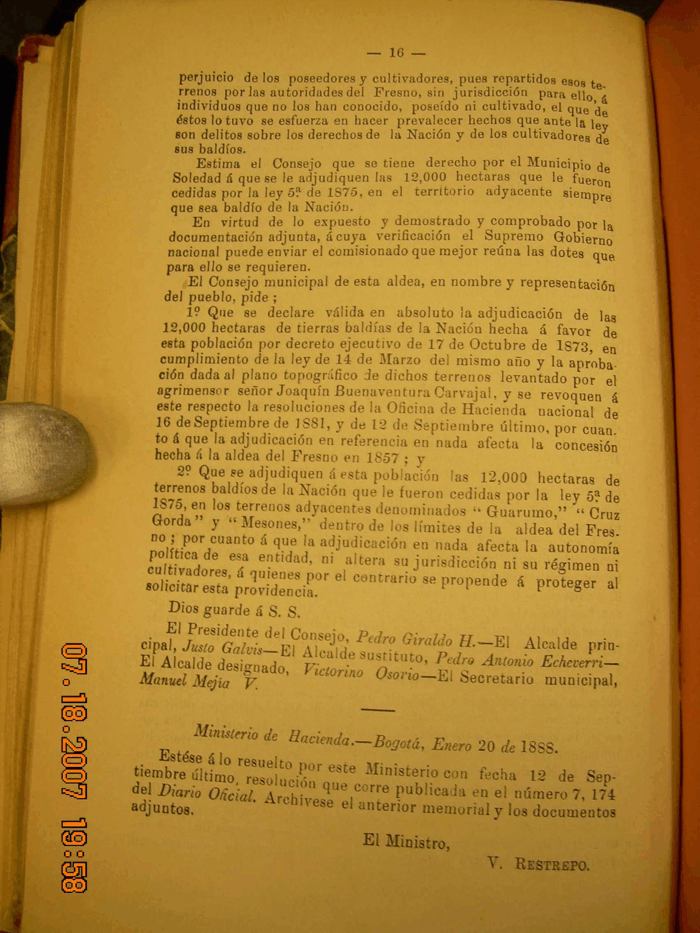 — 16 —
perjuicio de los poseedores y cultivadores, pues repartidos esos te-
rrenos por las autoridades del Fresno, sin jurisdicción para ello, á
individuos que no los han conocido, poseído ni cultivado, el que de
éstos lo tuvo se esfuerza en hacer prevalecer hechos que ante la ley
son delitos sobre los derechos de la Nación y de los cultivadores de
sus baldíos.
Estima el Consejo que se tiene derecho por el Municipio de
Soledad á que se le adjudiquen las 12,000 hectaras que le fueron
cedidas por la ley 5.ª de 1875, en el territorio adyacente siempre
que sea baldío de la Nación.
En virtud de lo expuesto y demostrado y comprobado por la
documentación adjunta, á cuya verificación el Supremo Gobierno
nacional puede enviar el comisionado que mejor reúna las dotes que
para ello se requieren.
El Consejo municipal de esta aldea, en nombre y representación
del pueblo, pide ;
1.º Que se declare válida en absoluto la adjudicación de las
12,000 hectaras de tierras baldías de la Nación hecha á favor de
esta población por decreto ejecutivo de 17 de Octubre de 1873, en
cumplimiento de la ley de 14 de Marzo del mismo año y la aproba-
ción dada al plano topográfico de dichos terrenos levantado por el
agrimensor señor Joaquín Buenaventura Carvajal, y se revoquen á
este respecto la resoluciones de la Oficina de Hacienda nacional de
16 de Septiembre de 1881, y de 12 de Septiembre último, por cuan.
to á que la adjudicación en referencia en nada afecta la concesión
hecha á la aldea del Fresno en 1857 ; y
2.º Que se adjudiquen á esta población las 12,000 hectaras de
terrenos baldíos de la Nación que le fueron cedidas por la ley 5.ª de
1875, en los terrenos adyacentes denominados “ Guarumo,” “ Cruz
Gorda ” y “ Mesones,” dentro de los límites de la aldea del Fres-
no ; por cuanto á que la adjudicación en nada afecta la autonomía
política de esa entidad, ni altera su jurisdicción ni su régimen ni
cultivadores, á quienes por el contrario se propende á proteger al
solicitar esta providencia.
Dios guarde á S. S.
El Presidente del Consejo, Pedro Giraldo H.—El Alcalde prin-
cipal, Justo Galvis—El Alcalde sustituto, Pedro Antonio Echeverri—
El Alcalde designado, Victorino Osorio—El Secretario municipal,
Manuel Mejía V.
Ministerio de Hacienda.—Bogotá, Enero 20 de 1888.
Estése á lo resuelto por este Ministerio con fecha 12 de Sep-
tiembre último, resolución que corre publicada en el número 7, 174
del Diario Oficial. Archívese el anterior memorial y los documentos
adjuntos.
El Ministro,
V. RESTREPO.
07.18.2007 19:58